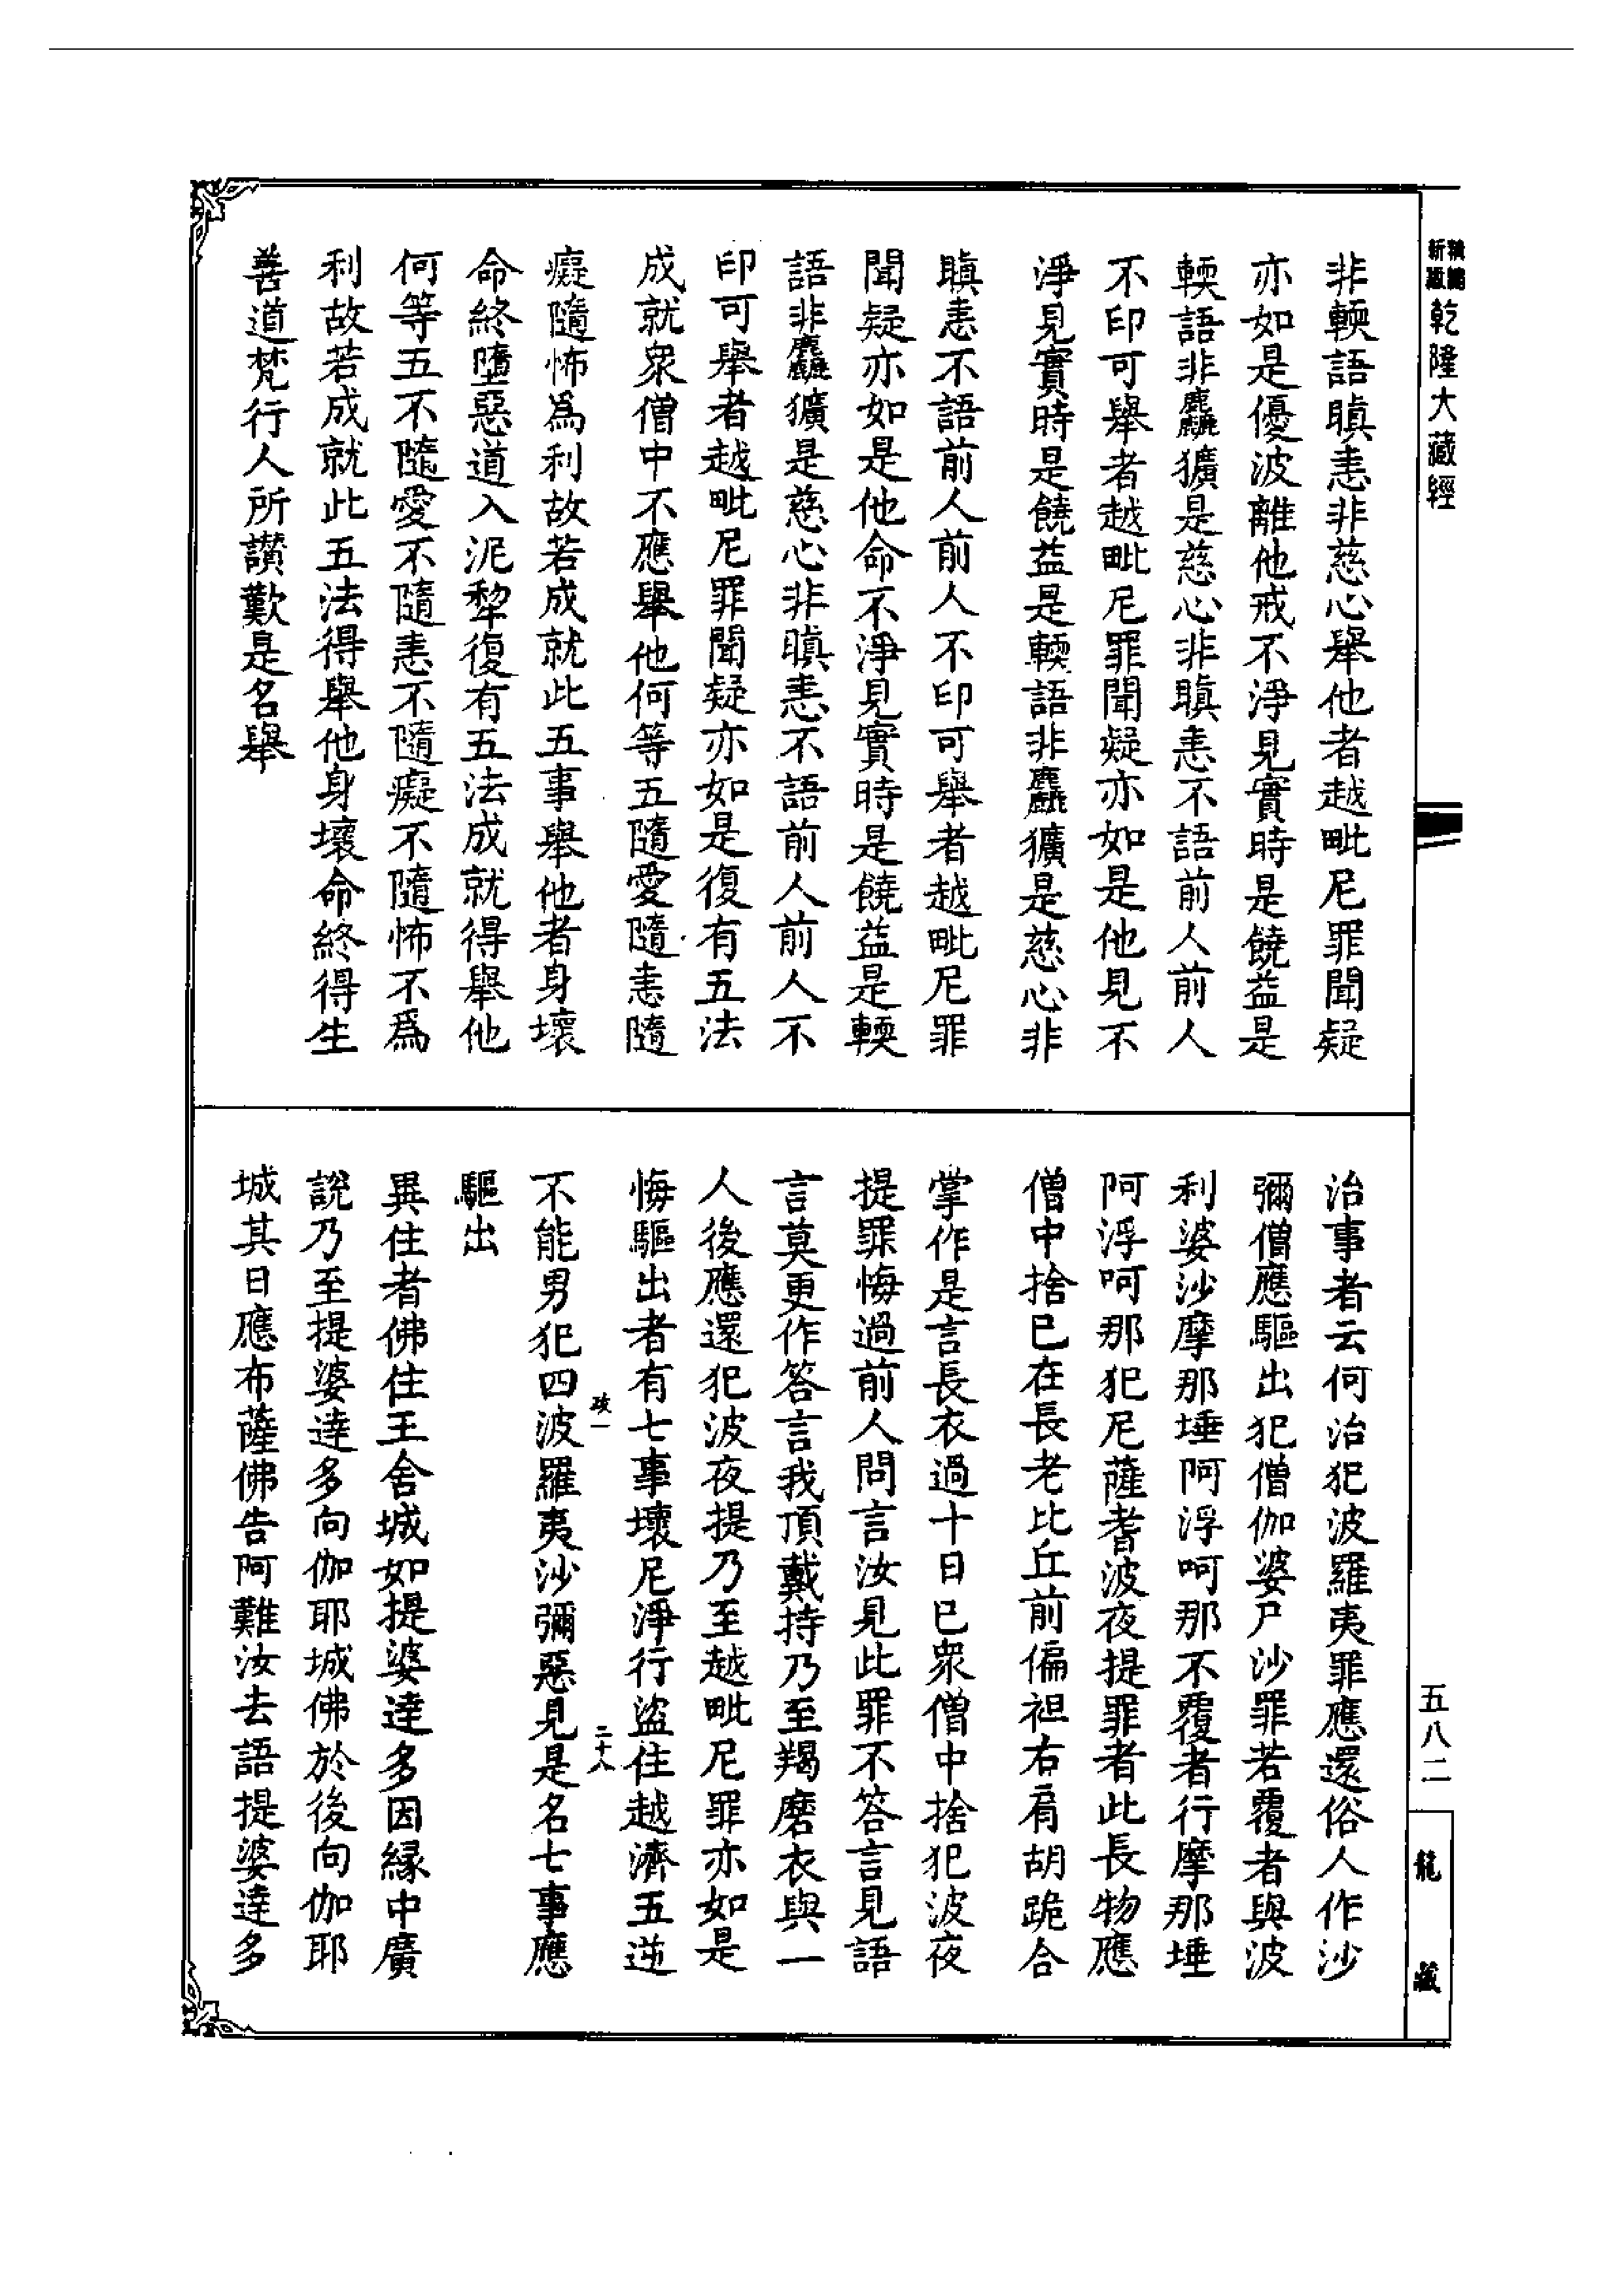 新編
縮版
乾隆大藏經
非輭語瞋恚非慈心舉他者越毗尼罪聞疑
亦如是優波離他戒不淨見實時是饒益是
輭語非麤獷是慈心非瞋恚不語前人前人
不印可舉者越毗尼罪聞疑亦如是他見不
淨見實時是饒益是輭語非麤獷是慈心非
瞋恚不語前人前人不印可舉者越毗尼罪
聞疑亦如是他命不淨見實時是饒益是輭
語非麤獷是慈心非瞋恚不語前人前人不
印可舉者越毗尼罪聞疑亦如是復有五法
成就衆僧中不應舉他何等五隨愛隨恚隨
癡隨怖爲利故若成就此五事舉他者身壞
命終墮惡道入泥犂復有五法成就得舉他
何等五不隨愛不隨恚不隨癡不隨怖不爲
利故若成就此五法得舉他身壞命終得生
善道梵行人所讃歎是名舉
治事者云何治犯波羅夷罪應還俗人作沙
彌僧應驅出犯僧伽婆尸沙罪若覆者與波
利婆沙摩那埵阿浮呵那不覆者行摩那埵
阿浮呵那犯尼薩耆波夜提罪者此長物應
僧中捨已在長老比丘前偏袒右肩胡跪合
掌作是言長衣過十日已衆僧中捨犯波夜
提罪悔過前人問言汝見此罪不答言見語
言莫更作答言我頂戴持乃至羯磨衣與一
人後應還犯波夜提乃至越毗尼罪亦如是
悔驅出者有七事壞尼淨行盜住越濟五逆
不能男犯四波羅夷沙彌惡見是名七事應
驅出
異住者佛住王舍城如提婆達多因緣中廣
說乃至提婆達多向伽耶城佛於後向伽耶
城其日應布薩佛告阿難汝去語提婆達多
二十八
五八二
龍藏